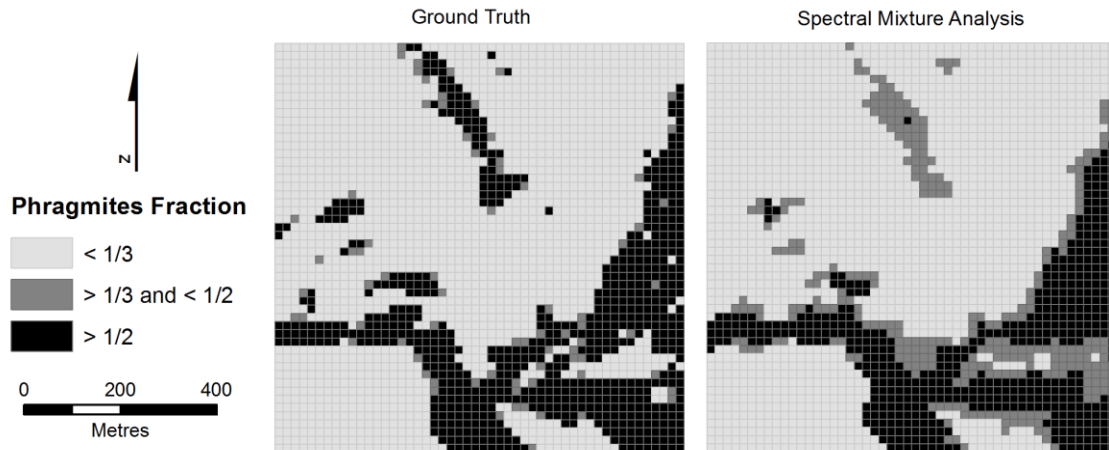 Ground Truth
Spectral Mixture Analysis
N
Phragmites Fraction
< 1/3
> 1/3 and < 1/2
> 1/2
0 200 400
Metres